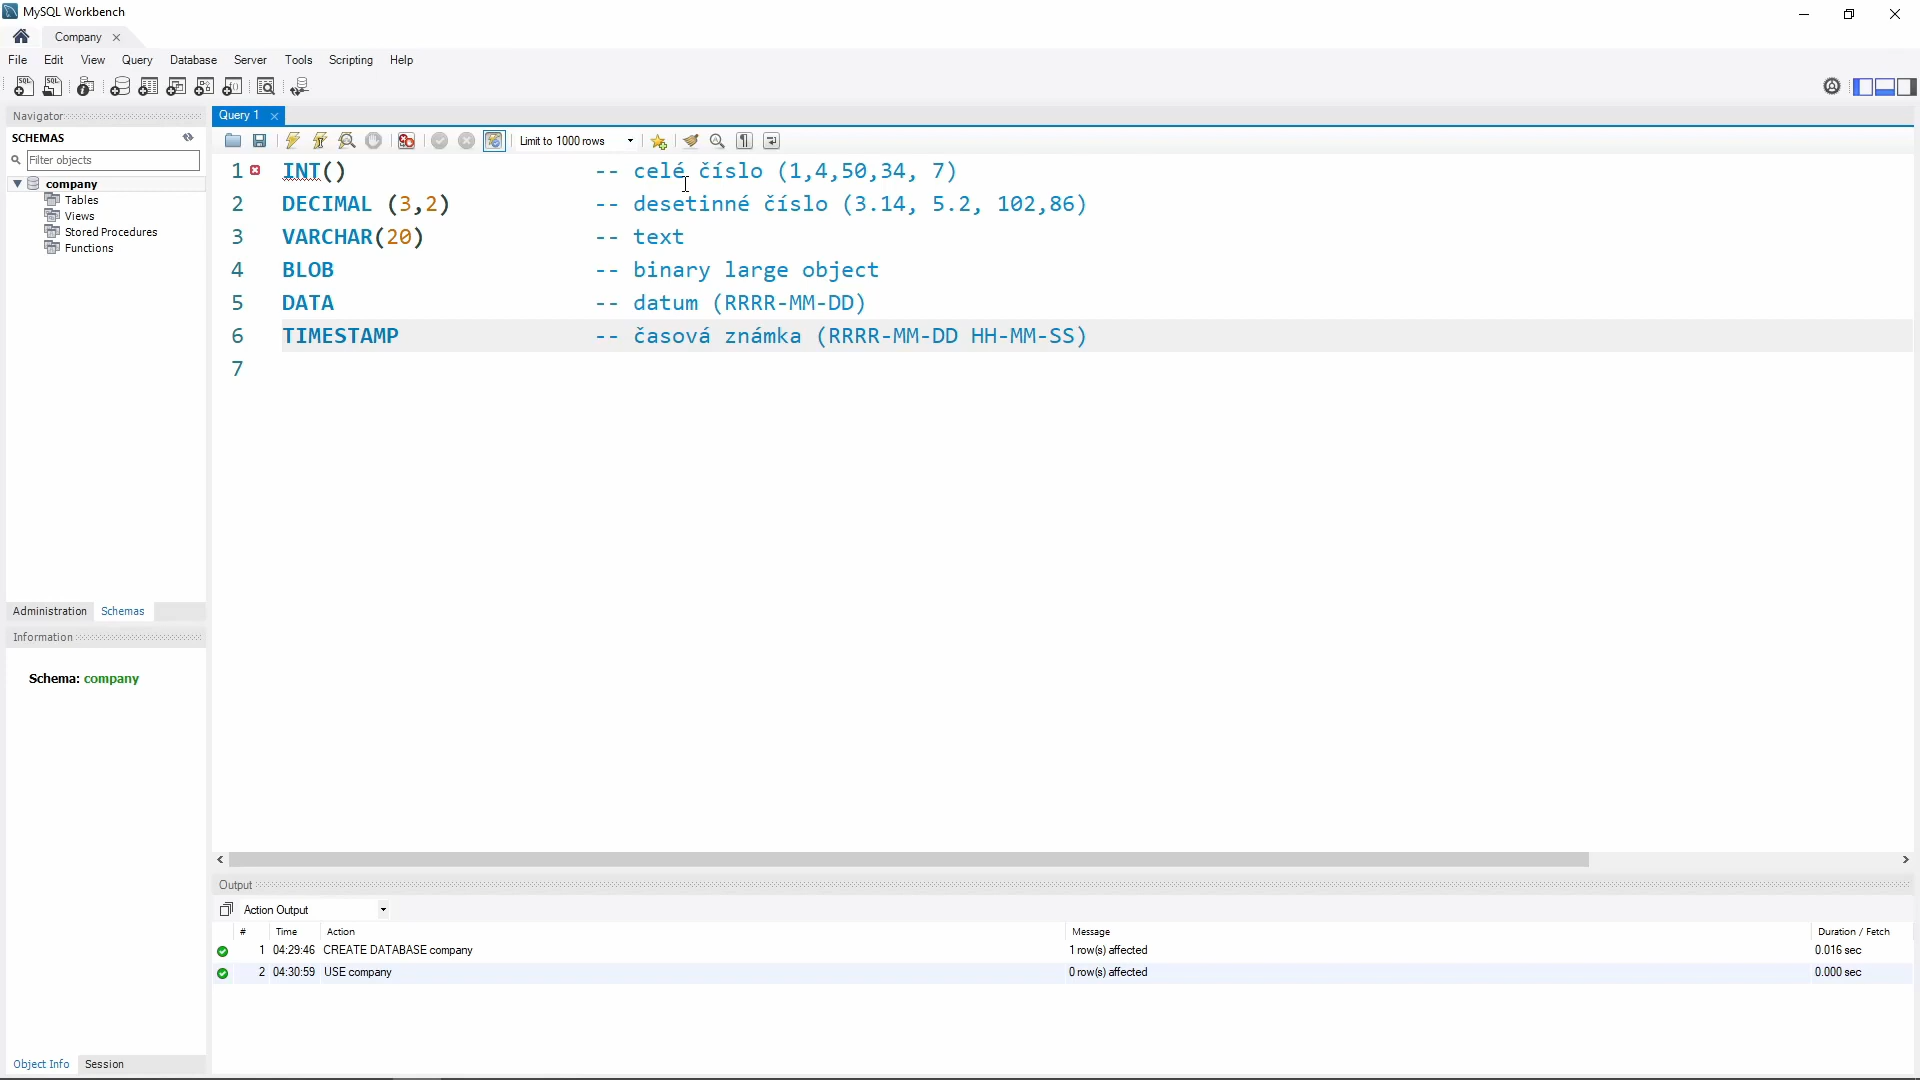 MySQL Workbench
Company
File Edit View Query Database Server Tools Scripting Help
Navigator
SCHEMAS
Filter objects
company
Tables
Views
Stored Procedures
Functions
Administration Schemas
Information
Schema: company
Object Info Session
Query 1
Limit to 1000 rows
1 INT() -- celé číslo (1,4,50,34, 7)
2 DECIMAL (3,2) -- desetinné číslo (3.14, 5.2, 102,86)
3 VARCHAR(20) -- text
4 BLOB -- binary large object
5 DATA -- datum (RRRR-MM-DD)
6 TIMESTAMP -- časová známka (RRRR-MM-DD HH-MM-SS)
7
Output
Action Output
# Time Action Message Duration / Fetch
1 04:29:46 CREATE DATABASE company 1 row(s) affected 0.016 sec
2 04:30:59 USE company 0 row(s) affected 0.000 sec